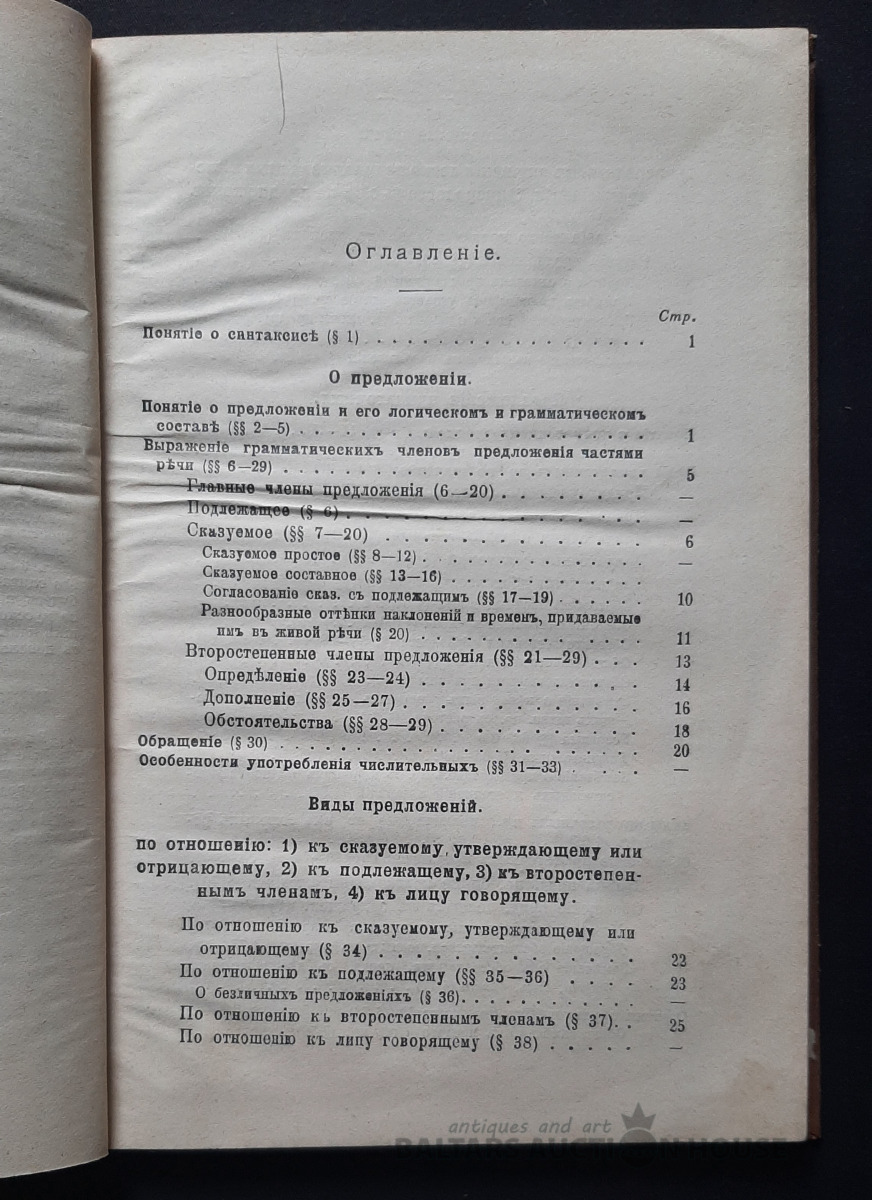 Оглавленіе.
Стр.
Понятіе о синтаксисѣ (§ 1) . . . . . . . . . . . . . . . . . . 1
О предложеніи.
Понятіе о предложеніи и его логическомъ и грамматическомъ
составѣ (§§ 2—5) . . . . . . . . . . . . . . . . . . . . . 1
Выраженіе грамматическихъ членовъ предложенія частями
рѣчи (§§ 6—29) . . . . . . . . . . . . . . . . . . . . . . 5
Главные члены предложенія (6—20) . . . . . . . . —
Подлежащее (§ 6) . . . . . . . . . . . . . . . —
Сказуемое (§§ 7—20) . . . . . . . . . . . . . . 6
Сказуемое простое (§§ 8—12) . . . . . . . . . . . . —
Сказуемое составное (§§ 13—16) . . . . . . . . . . .
Согласованіе сказ. съ подлежащимъ (§§ 17—19) . . . . . . 10
Разнообразные оттѣнки наклоненій и временъ, придаваемые
имъ въ живой рѣчи (§ 20) . . . . . . . . . . . . . 11
Второстепенные члены предложенія (§§ 21—29) . . . 13
Опредѣленіе (§§ 23—24) . . . . . . . . . . . . 14
Дополненіе (§§ 25—27) . . . . . . . . . . . . . 16
Обстоятельства (§§ 28—29) . . . . . . . . . . . 18
Обращеніе (§ 30) . . . . . . . . . . . . . . . . . . . . 20
Особенности употребленія числительныхъ (§§ 31—33) . . . . —
Виды предложеній.
по отношенію: 1) къ сказуемому, утверждающему или
отрицающему, 2) къ подлежащему, 3) къ второстепен-
нымъ членамъ, 4) къ лицу говорящему.
По отношенію къ сказуемому, утверждающему или
отрицающему (§ 34) . . . . . . . . . . . . . . 22
По отношенію къ подлежащему (§§ 35—36) . . . . 23
О безличныхъ предложеніяхъ (§ 36). . . . . . . . . . . . —
По отношенію къ второстепеннымъ членамъ (§ 37). . 25
По отношенію къ лицу говорящему (§ 38) . . . . . —
antiques and art
BALTARS AUCTION HOUSE